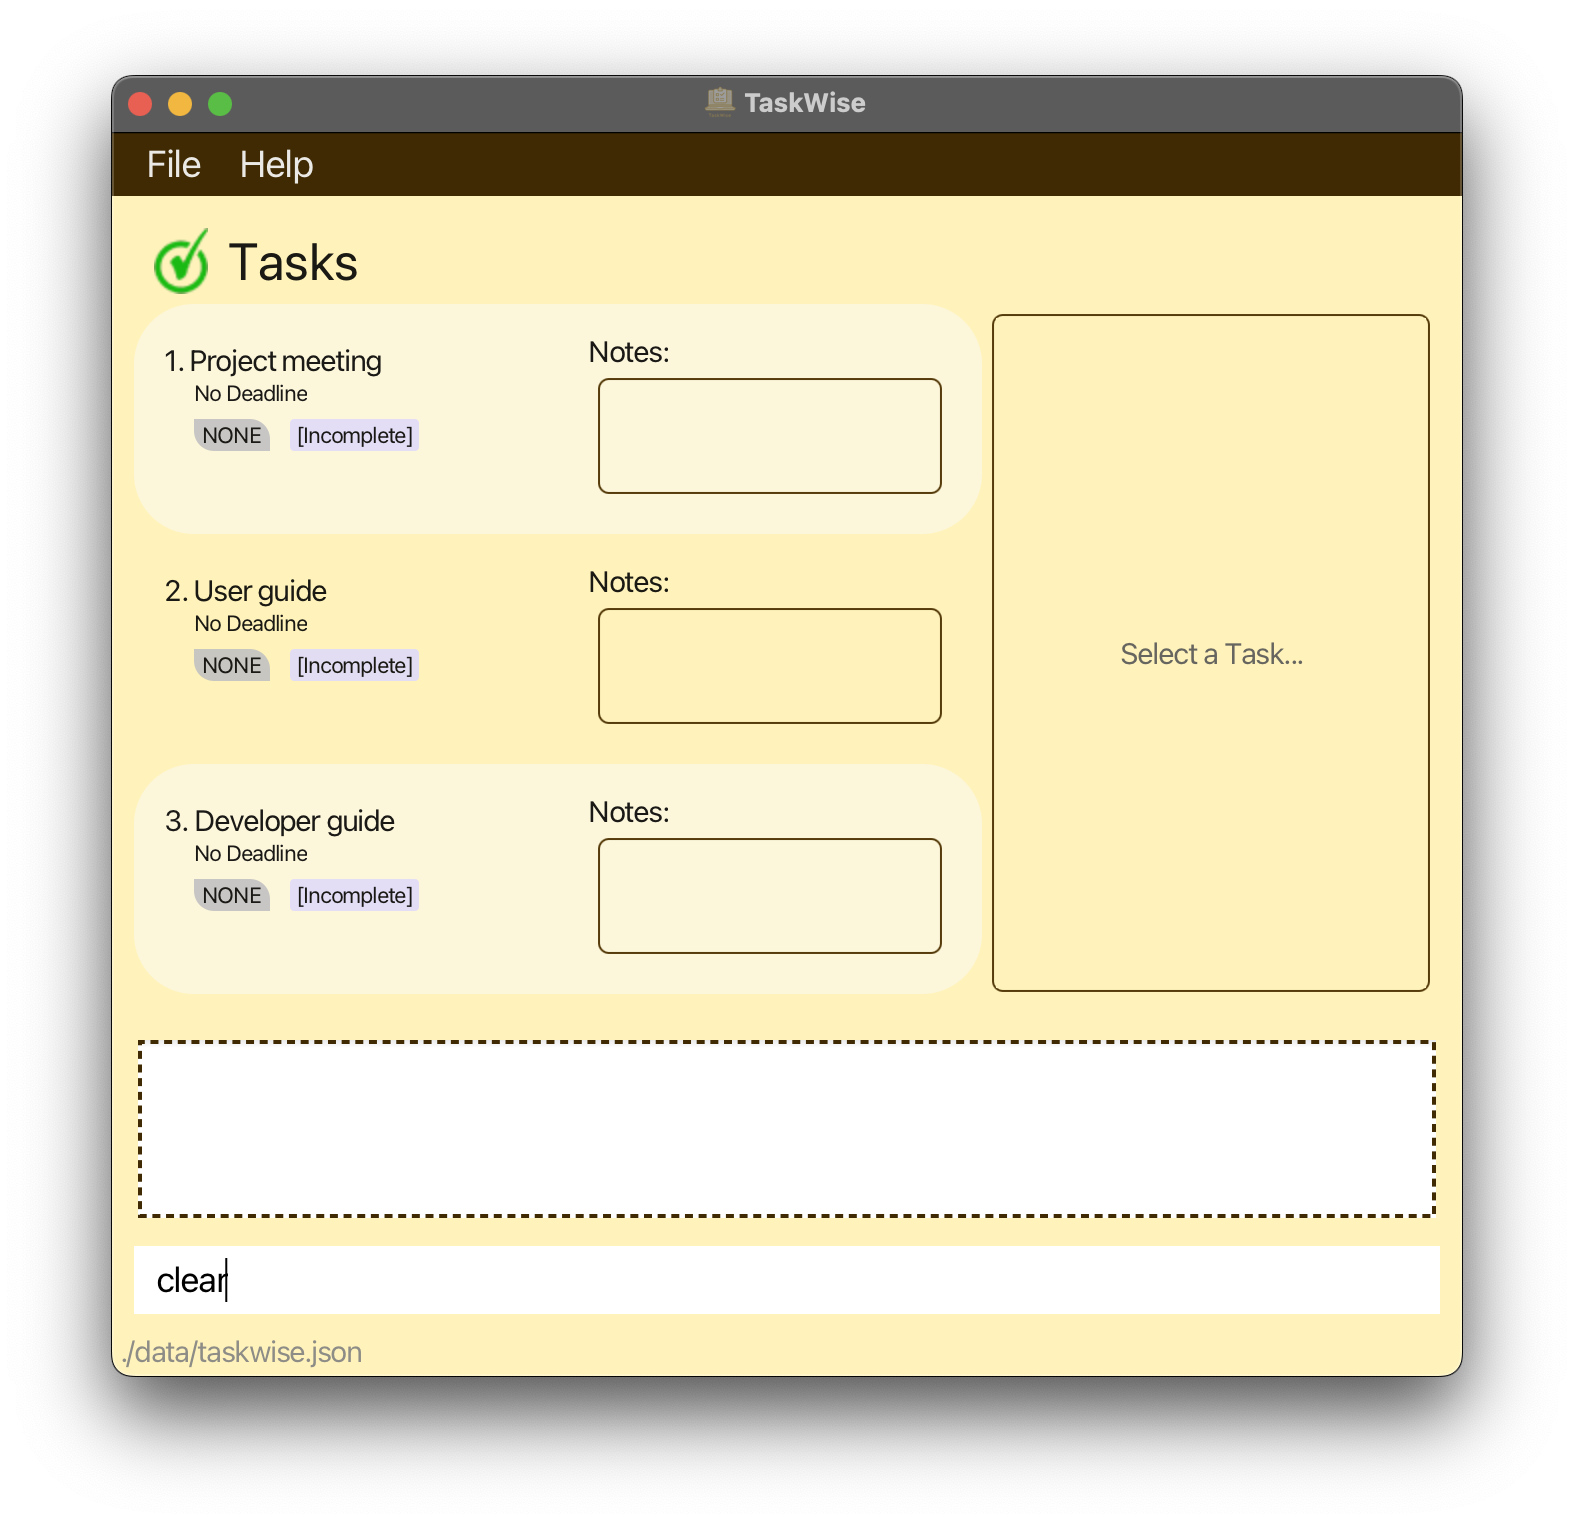 TaskWise
File Help
Tasks
1. Project meeting
No Deadline
NONE [Incomplete]
Notes:
2. User guide
No Deadline
NONE [Incomplete]
Notes:
3. Developer guide
No Deadline
NONE [Incomplete]
Notes:
Select a Task...
clear
./data/taskwise.json